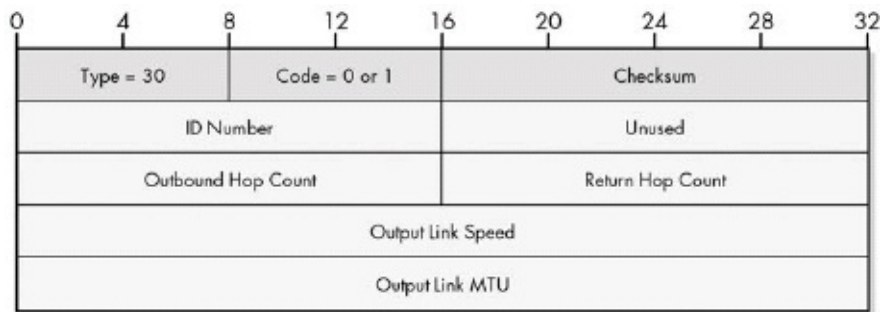 0 4 8 12 16 20 24 28 32
Type = 30 Code = 0 or 1 Checksum
ID Number Unused
Outbound Hop Count Return Hop Count
Output Link Speed
Output Link MTU